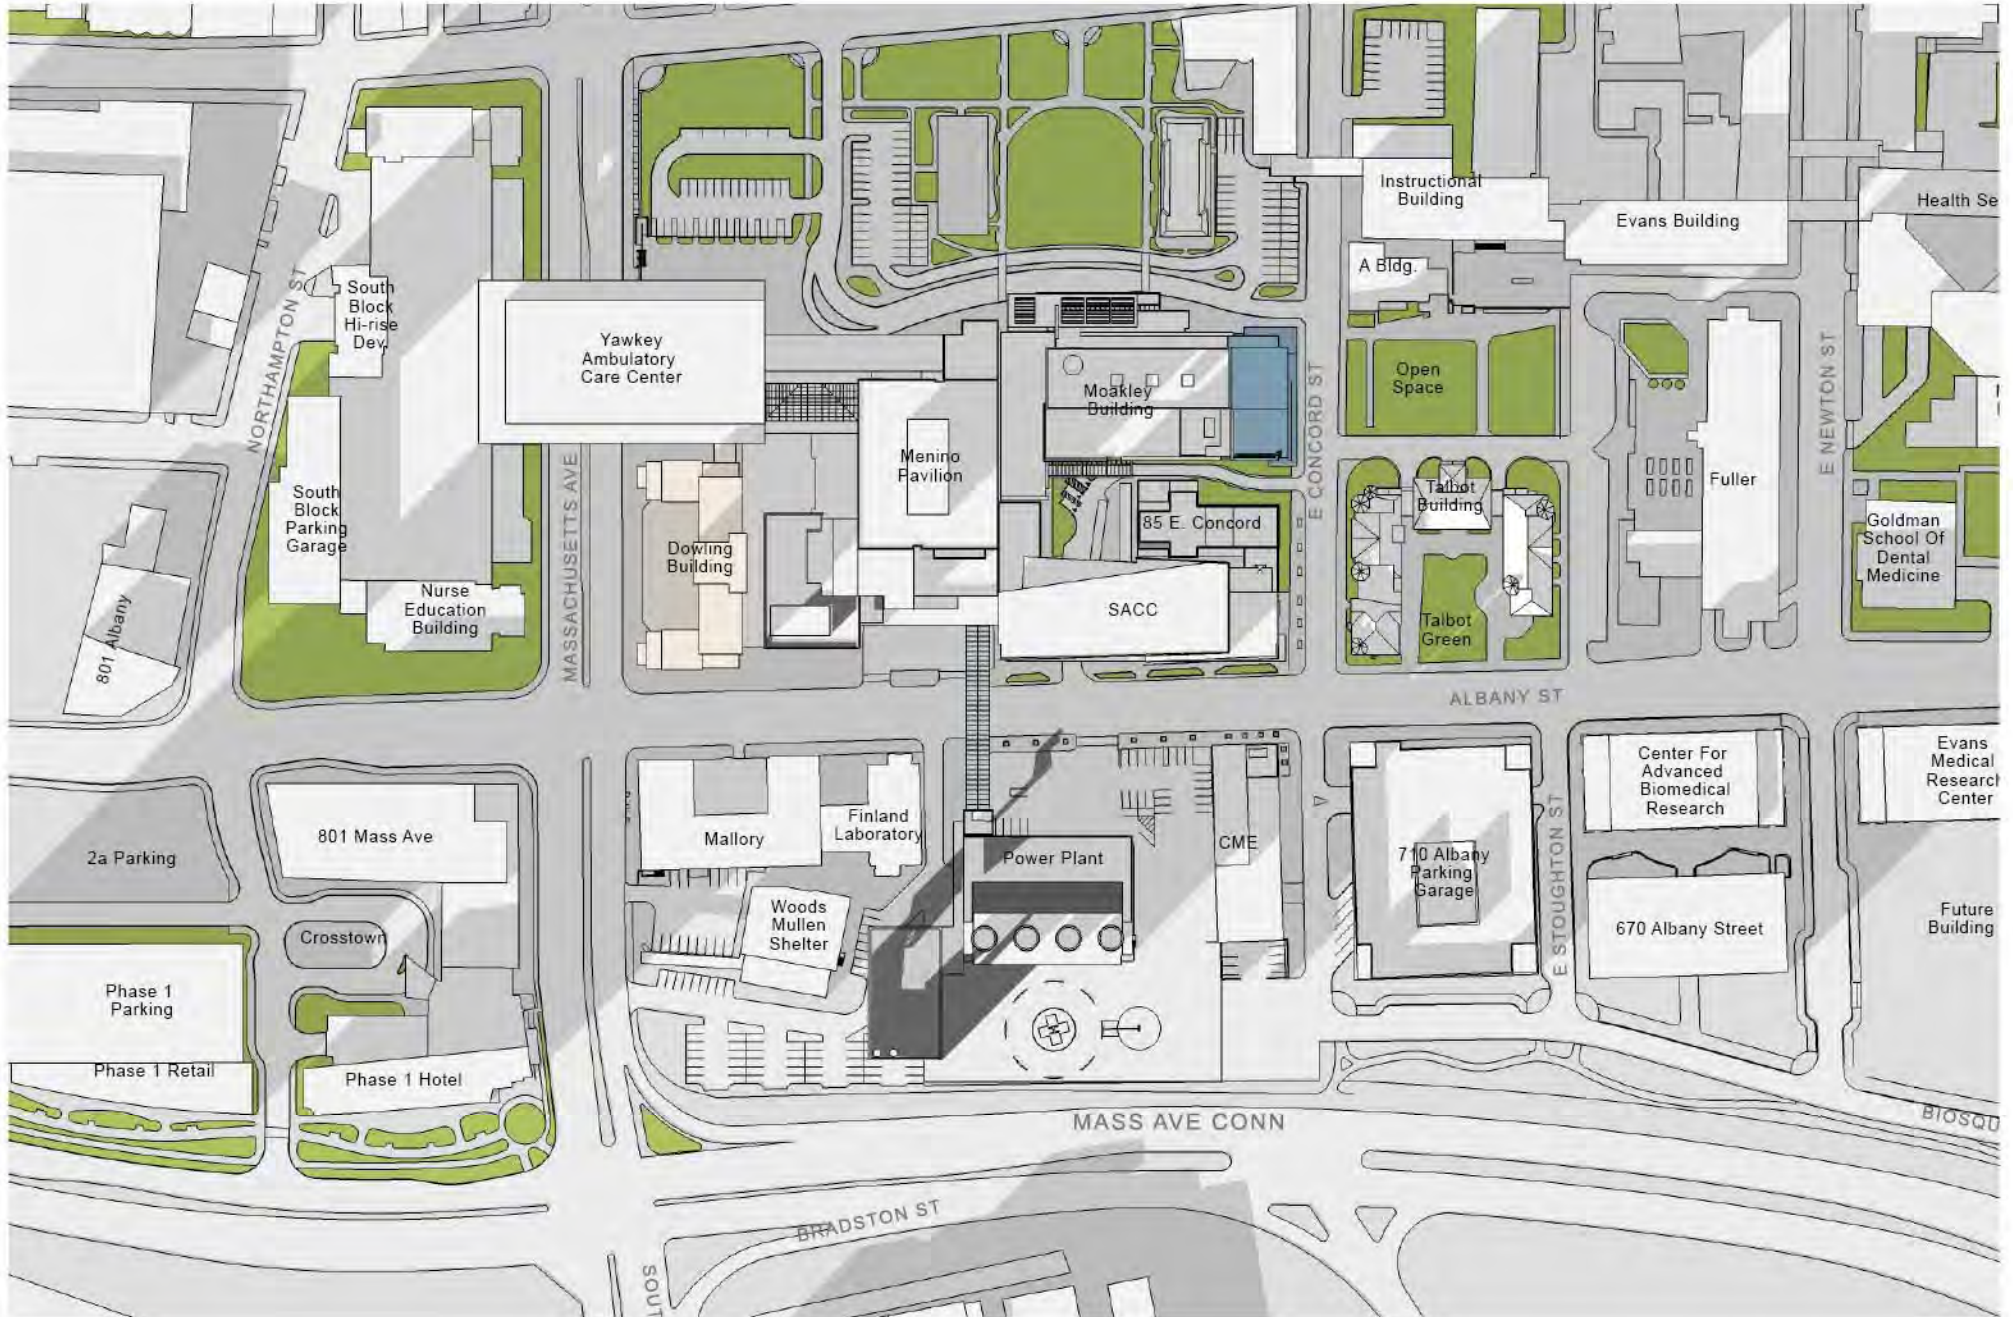 Instructional
Building
Evans Building
Health Se
A Bldg.
South
Block
Hi-rise
Dev.
NORTHAMPTON ST
Yawkey
Ambulatory
Care Center
Moakley
Building
Open
Space
E CONCORD ST
E NEWTON ST
Menino
Pavilion
MASSACHUSETTS AVE
South
Block
Parking
Garage
Talbot
Building
Fuller
85 E. Concord
Goldman
School Of
Dental
Medicine
Dowling
Building
Nurse
Education
Building
SACC
Talbot
Green
801 Albany
ALBANY ST
Center For
Advanced
Biomedical
Research
Evans
Medical
Research
Center
801 Mass Ave
2a Parking
Mallory
Finland
Laboratory
Power Plant
CME
710 Albany
Parking
Garage
E STOUGHTON ST
Woods
Mullen
Shelter
670 Albany Street
Future
Building
Crosstown
Phase 1
Parking
Phase 1 Retail
Phase 1 Hotel
MASS AVE CONN
BIOSQU
BRADSTON ST
SOUT